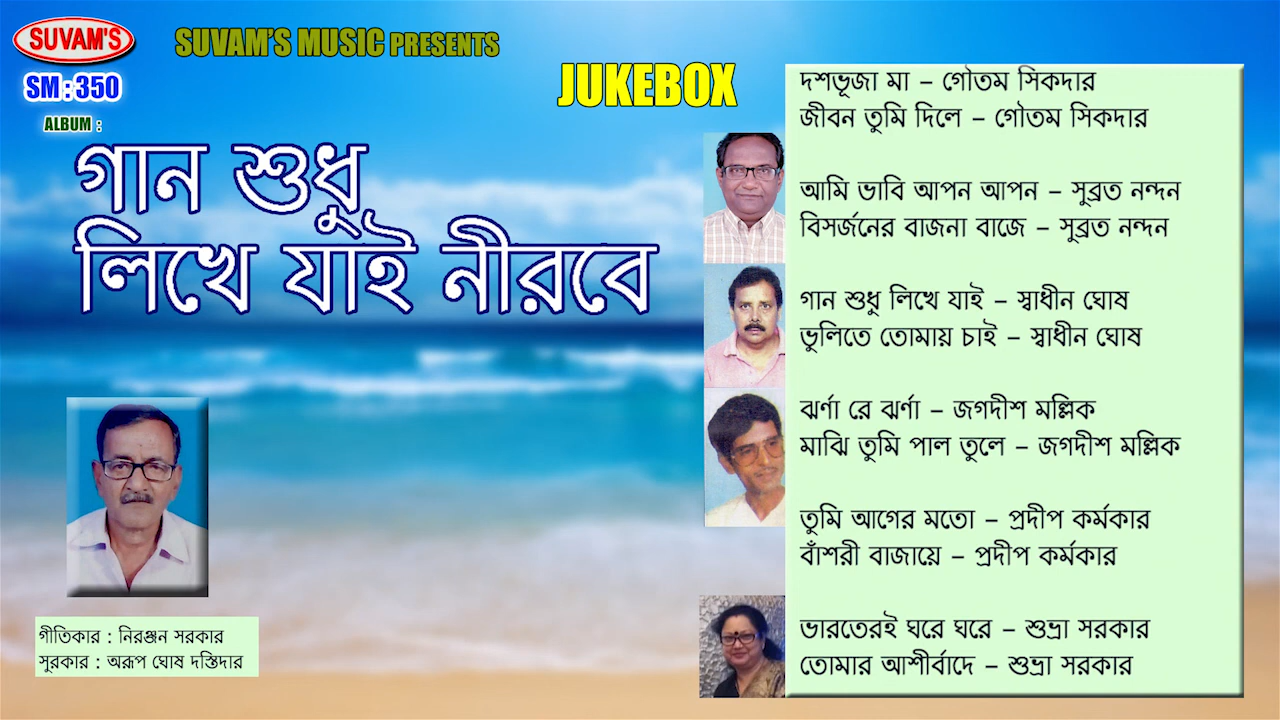 SUVAM'S
SUVAM'S MUSIC PRESENTS
SM : 350
JUKEBOX
ALBUM :
গান শুধু
লিখে যাই নীরবে
গীতিকার : নিরঞ্জন সরকার
সুরকার : অরূপ ঘোষ দস্তিদার
দশভূজা মা – গৌতম সিকদার
জীবন তুমি দিলে – গৌতম সিকদার
আমি ভাবি আপন আপন – সুব্রত নন্দন
বিসর্জনের বাজনা বাজে – সুব্রত নন্দন
গান শুধু লিখে যাই – স্বাধীন ঘোষ
ভুলিতে তোমায় চাই – স্বাধীন ঘোষ
ঝর্ণা রে ঝর্ণা – জগদীশ মল্লিক
মাঝি তুমি পাল তুলে – জগদীশ মল্লিক
তুমি আগের মতো – প্রদীপ কর্মকার
বাঁশরী বাজায়ে – প্রদীপ কর্মকার
ভারতেরই ঘরে ঘরে – শুভ্রা সরকার
তোমার আশীর্বাদে – শুভ্রা সরকার